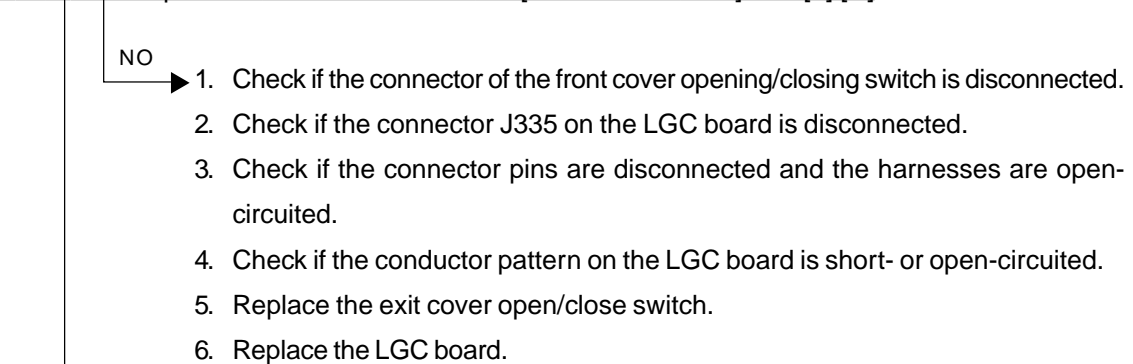 NO
1. Check if the connector of the front cover opening/closing switch is disconnected.
2. Check if the connector J335 on the LGC board is disconnected.
3. Check if the connector pins are disconnected and the harnesses are open-
circuited.
4. Check if the conductor pattern on the LGC board is short- or open-circuited.
5. Replace the exit cover open/close switch.
6. Replace the LGC board.